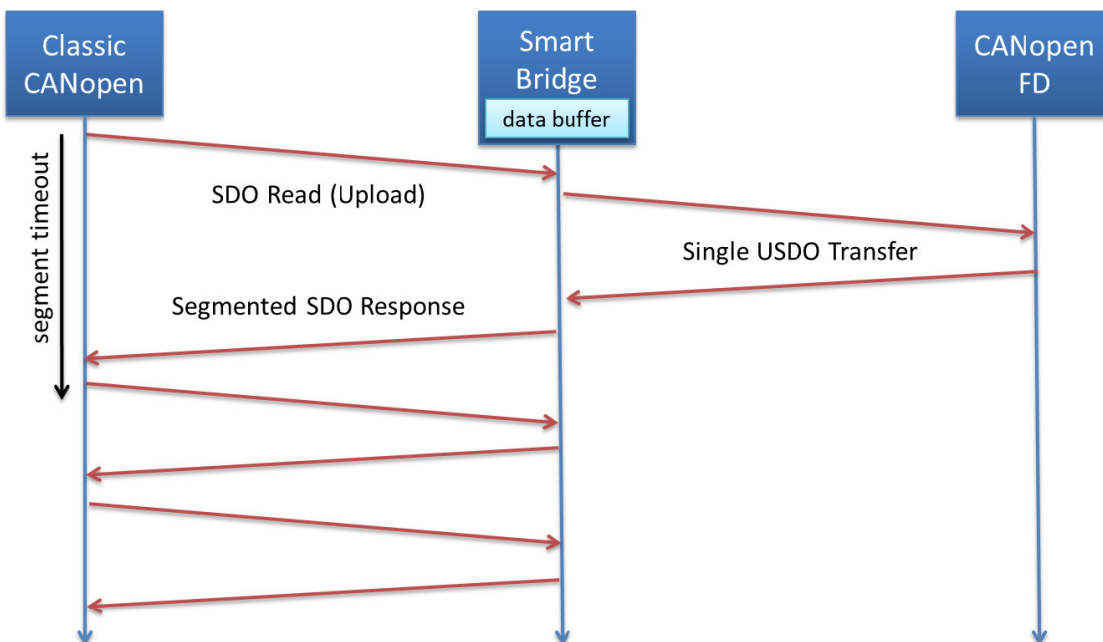 Classic
CANopen
Smart
Bridge
data buffer
CANopen
FD
segment timeout
SDO Read (Upload)
Single USDO Transfer
Segmented SDO Response